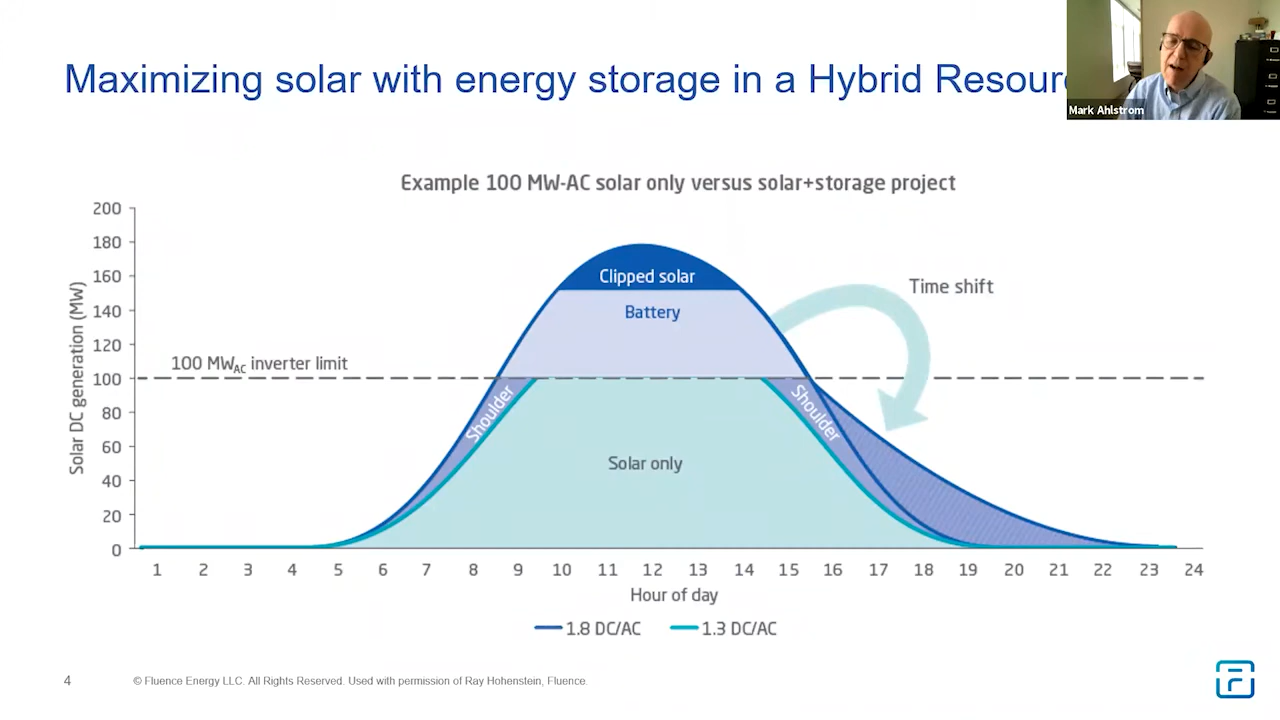 Maximizing solar with energy storage in a Hybrid Resour
Mark Ahlstrom
Example 100 MW-AC solar only versus solar+storage project
Solar DC generation (MW)
200
180
160
140
120
100
80
60
40
20
0
100 MWAC inverter limit
Clipped solar
Battery
Time shift
Shoulder
Shoulder
Solar only
1 2 3 4 5 6 7 8 9 10 11 12 13 14 15 16 17 18 19 20 21 22 23 24
Hour of day
1.8 DC/AC 1.3 DC/AC
4 © Fluence Energy LLC. All Rights Reserved. Used with permission of Ray Hohenstein, Fluence.